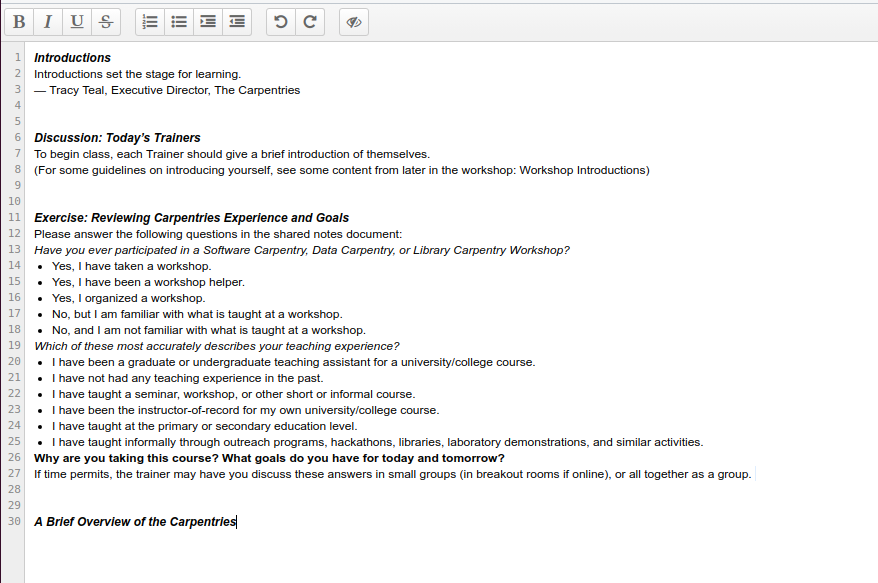 B I U S
1 Introductions
2 Introductions set the stage for learning.
3 — Tracy Teal, Executive Director, The Carpentries
4
5
6 Discussion: Today’s Trainers
7 To begin class, each Trainer should give a brief introduction of themselves.
8 (For some guidelines on introducing yourself, see some content from later in the workshop: Workshop Introductions)
9
10
11 Exercise: Reviewing Carpentries Experience and Goals
12 Please answer the following questions in the shared notes document:
13 Have you ever participated in a Software Carpentry, Data Carpentry, or Library Carpentry Workshop?
14 • Yes, I have taken a workshop.
15 • Yes, I have been a workshop helper.
16 • Yes, I organized a workshop.
17 • No, but I am familiar with what is taught at a workshop.
18 • No, and I am not familiar with what is taught at a workshop.
19 Which of these most accurately describes your teaching experience?
20 • I have been a graduate or undergraduate teaching assistant for a university/college course.
21 • I have not had any teaching experience in the past.
22 • I have taught a seminar, workshop, or other short or informal course.
23 • I have been the instructor-of-record for my own university/college course.
24 • I have taught at the primary or secondary education level.
25 • I have taught informally through outreach programs, hackathons, libraries, laboratory demonstrations, and similar activities.
26 Why are you taking this course? What goals do you have for today and tomorrow?
27 If time permits, the trainer may have you discuss these answers in small groups (in breakout rooms if online), or all together as a group.
28
29
30 A Brief Overview of the Carpentries